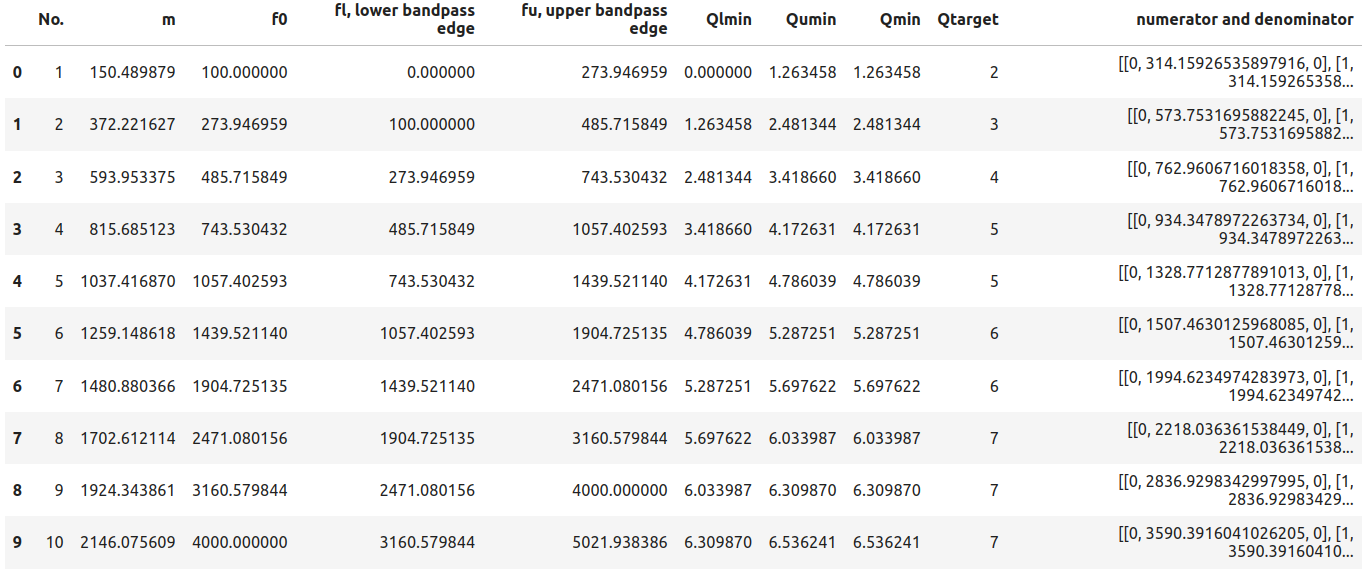 No. m f0 fl, lower bandpass edge fu, upper bandpass edge Qlmin Qumin Qmin Qtarget numerator and denominator
0 1 150.489879 100.000000 0.000000 273.946959 0.000000 1.263458 1.263458 2 [[0, 314.15926535897916, 0], [1, 314.159265358...
1 2 372.221627 273.946959 100.000000 485.715849 1.263458 2.481344 2.481344 3 [[0, 573.7531695882245, 0], [1, 573.7531695882...
2 3 593.953375 485.715849 273.946959 743.530432 2.481344 3.418660 3.418660 4 [[0, 762.9606716018358, 0], [1, 762.9606716018...
3 4 815.685123 743.530432 485.715849 1057.402593 3.418660 4.172631 4.172631 5 [[0, 934.3478972263734, 0], [1, 934.3478972263...
4 5 1037.416870 1057.402593 743.530432 1439.521140 4.172631 4.786039 4.786039 5 [[0, 1328.7712877891013, 0], [1, 1328.77128778...
5 6 1259.148618 1439.521140 1057.402593 1904.725135 4.786039 5.287251 5.287251 6 [[0, 1507.4630125968085, 0], [1, 1507.46301259...
6 7 1480.880366 1904.725135 1439.521140 2471.080156 5.287251 5.697622 5.697622 6 [[0, 1994.6234974283973, 0], [1, 1994.62349742...
7 8 1702.612114 2471.080156 1904.725135 3160.579844 5.697622 6.033987 6.033987 7 [[0, 2218.036361538449, 0], [1, 2218.036361538...
8 9 1924.343861 3160.579844 2471.080156 4000.000000 6.033987 6.309870 6.309870 7 [[0, 2836.9298342997995, 0], [1, 2836.92983429...
9 10 2146.075609 4000.000000 3160.579844 5021.938386 6.309870 6.536241 6.536241 7 [[0, 3590.3916041026205, 0], [1, 3590.39160410...